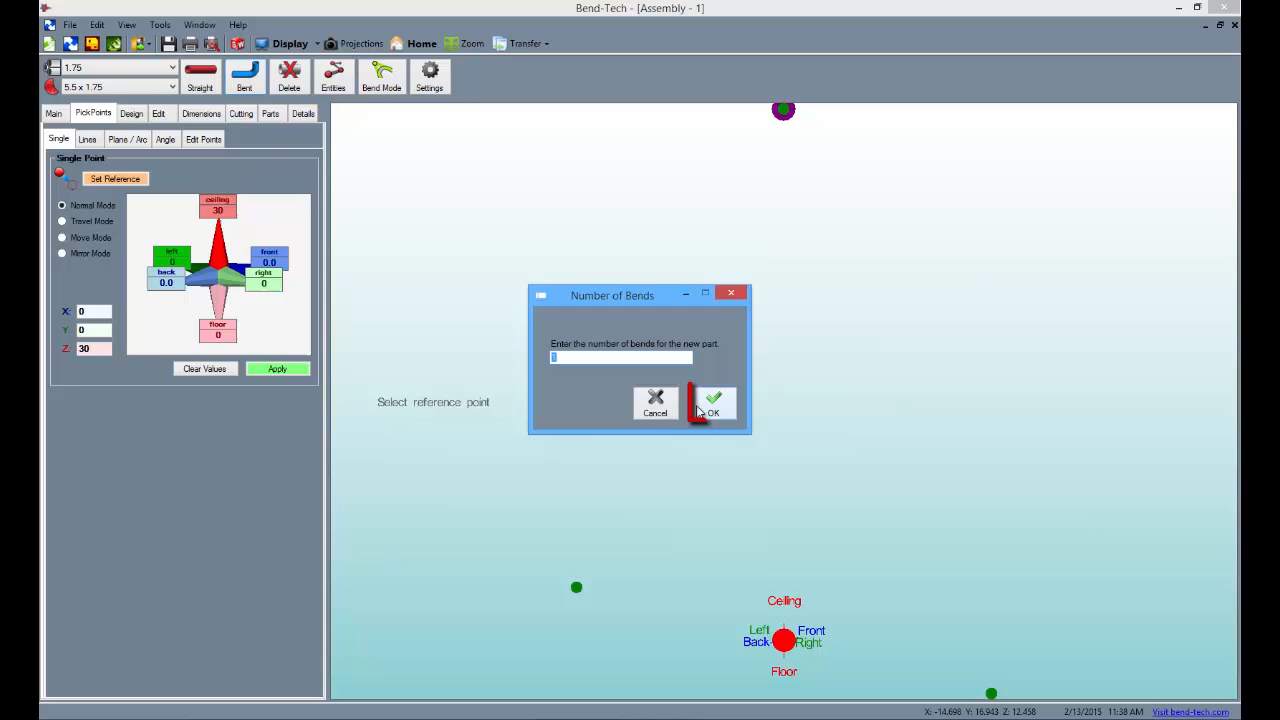 Bend-Tech - [Assembly - 1]
File Edit View Tools Window Help
Display Projections Home Zoom Transfer
1.75
5.5 x 1.75
Straight Bent Delete Entities Bend Mode Settings
Main PickPoints Design Edit Dimensions Cutting Parts Details
Single Lines Plane / Arc Angle Edit Points
Single Point
Set Reference
Normal Mode
Travel Mode
Move Mode
Mirror Mode
ceiling
30
left
0
front
0.0
back
0.0
right
0
floor
0
X: 0
Y: 0
Z: 30
Clear Values Apply
Select reference point
Number of Bends
Enter the number of bends for the new part.
1
Cancel OK
Ceiling
Left Front
Back Right
Floor
X: -14.698 Y: 16.943 Z: 12.458 2/13/2015 11:38 AM Visit bend-tech.com